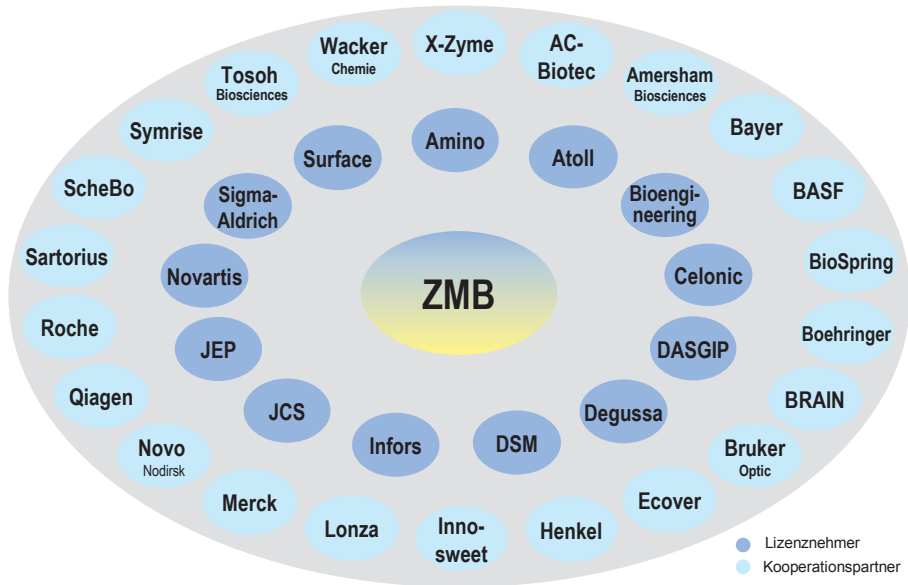 X-Zyme
AC-
Biotec
Amersham
Biosciences
Bayer
BASF
BioSpring
Boehringer
BRAIN
Bruker
Optic
Ecover
Henkel
Inno-
sweet
Lonza
Merck
Novo
Nodirsk
Qiagen
Roche
Sartorius
ScheBo
Symrise
Tosoh
Biosciences
Wacker
Chemie
Amino
Atoll
Bioengi-
neering
Celonic
DASGIP
Degussa
DSM
Infors
JCS
JEP
Novartis
Sigma-
Aldrich
Surface
ZMB
Lizenznehmer
Kooperationspartner